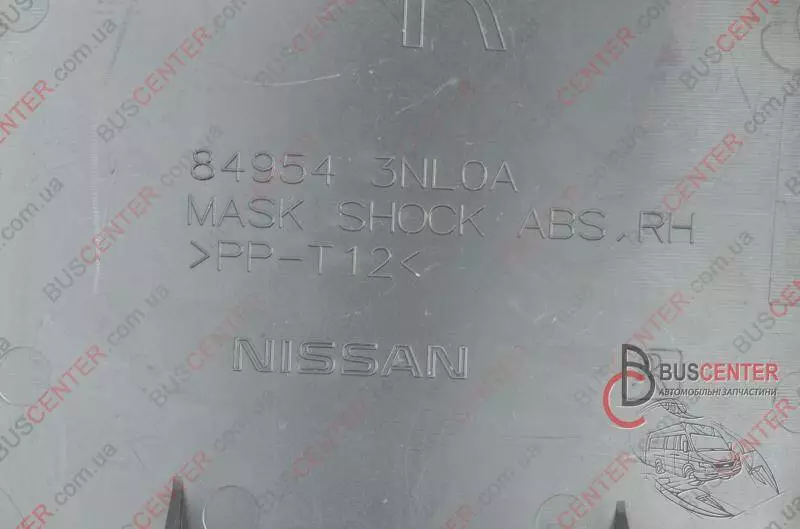 R
84954 3NL0A
MASK SHOCK ABS,RH
>PP-T12<
NISSAN
BUSCENTER
АВТОМОБІЛЬНІ ЗАПЧАСТИНИ
BUSCENTER.com.ua